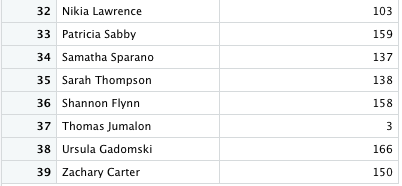 32 Nikia Lawrence 103
33 Patricia Sabby 159
34 Samatha Sparano 137
35 Sarah Thompson 138
36 Shannon Flynn 158
37 Thomas Jumalon 3
38 Ursula Gadomski 166
39 Zachary Carter 150